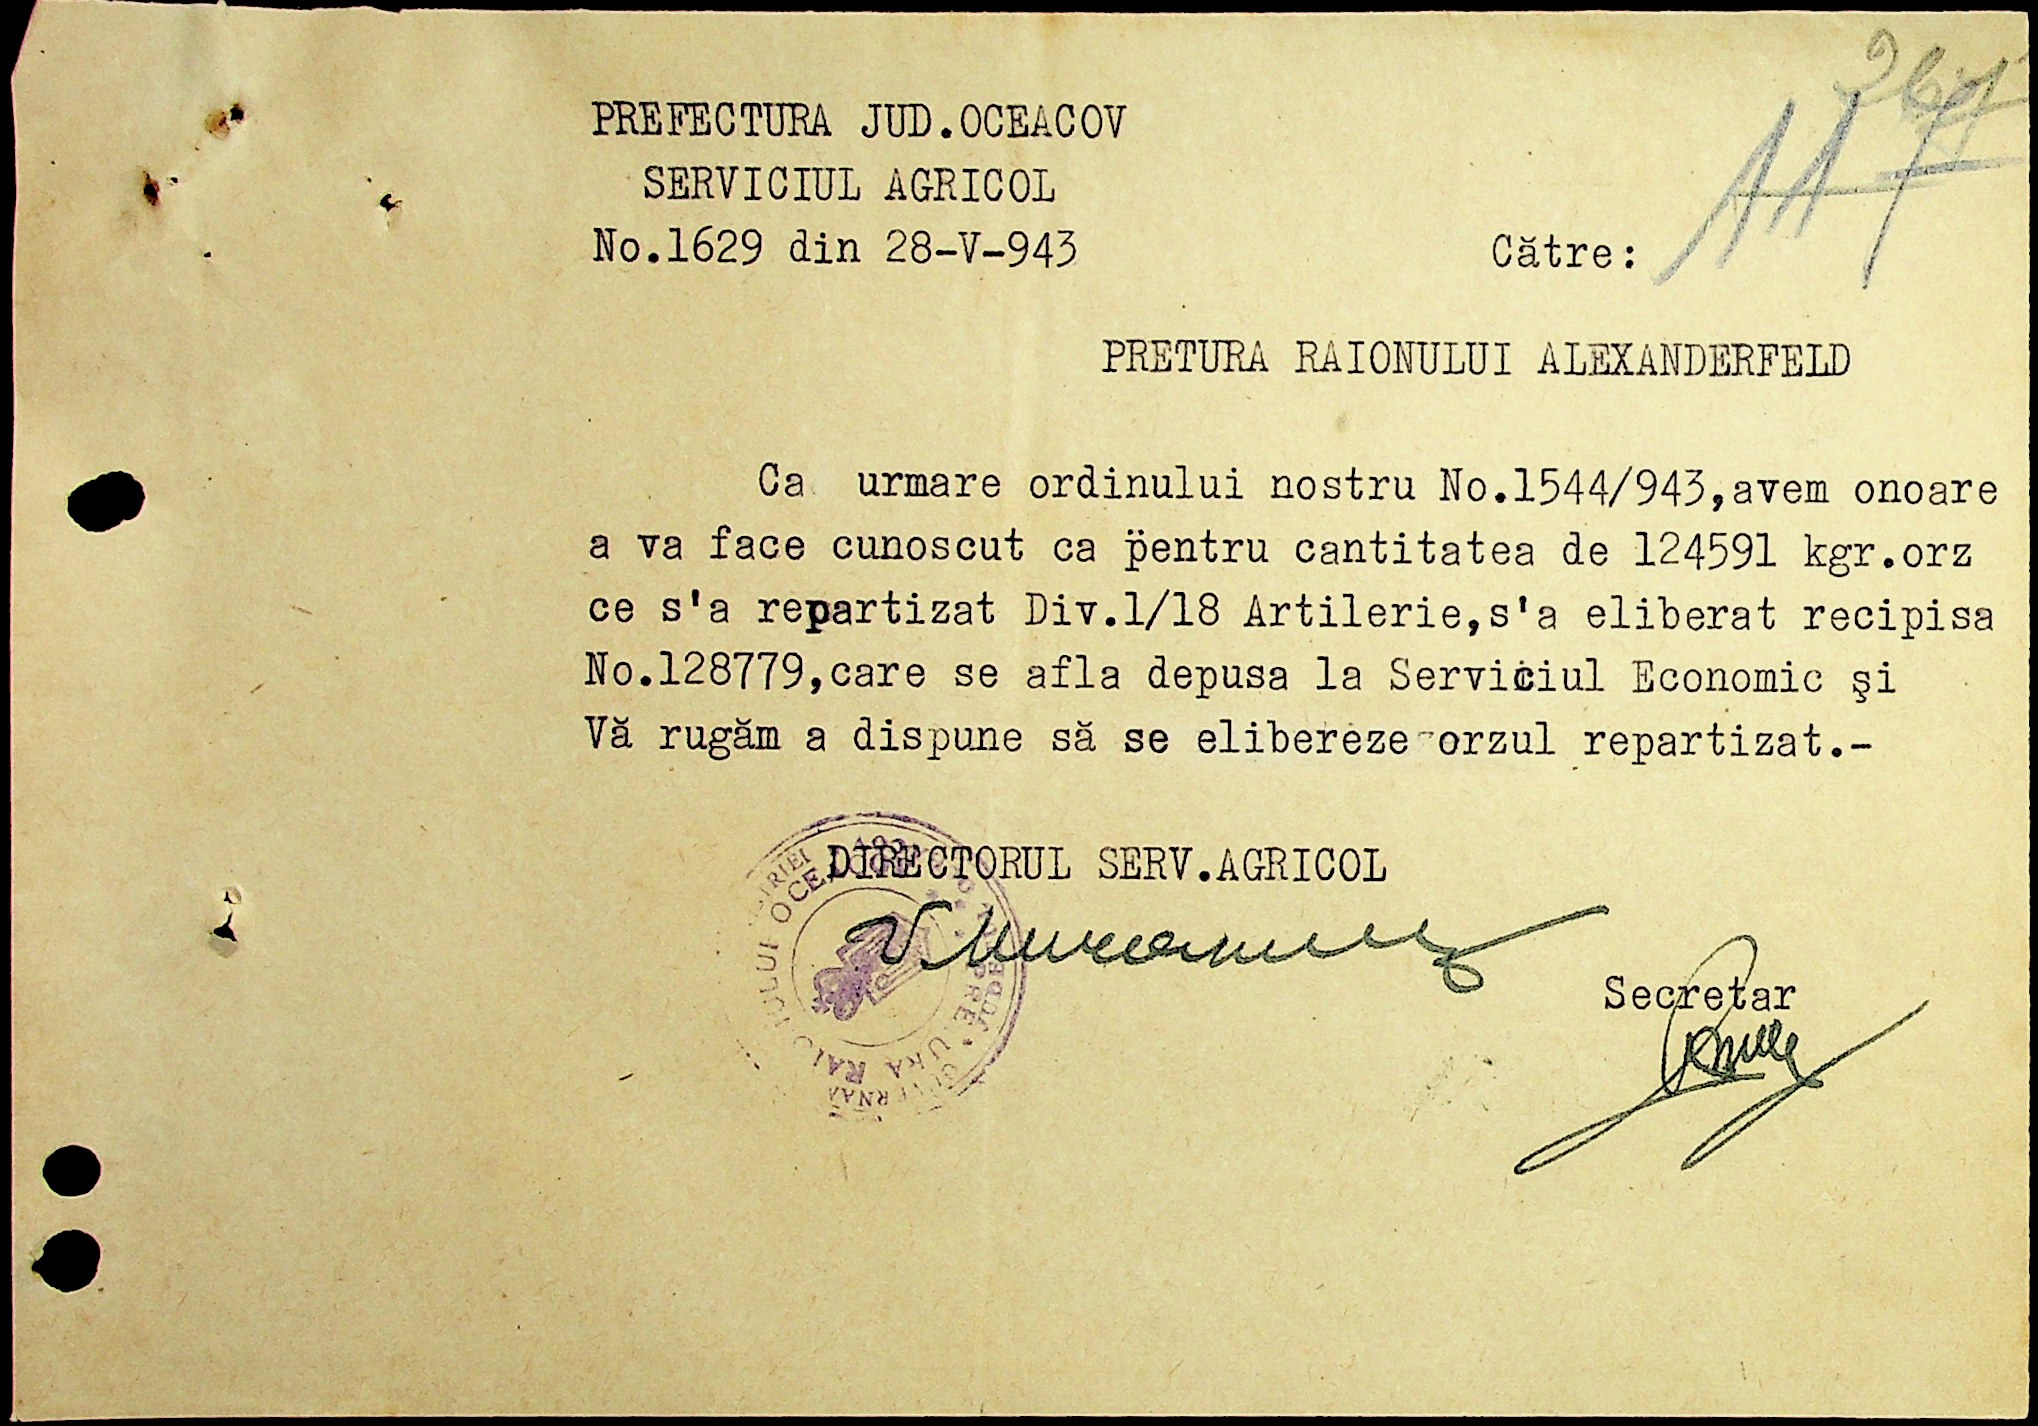 PREFECTURA JUD.OCEACOV
SERVICIUL AGRICOL
No.1629 din 28-V-943
Către:
PRETURA RAIONULUI ALEXANDERFELD
Ca urmare ordinului nostru No.1544/943,avem onoare
a va face cunoscut ca pentru cantitatea de 124591 kgr.orz
ce s'a repartizat Div.1/18 Artilerie,s'a eliberat recipisa
No.128779,care se afla depusa la Serviciul Economic şi
Vă rugăm a dispune să se elibereze orzul repartizat.-
DIRECTORUL SERV.AGRICOL
Secretar